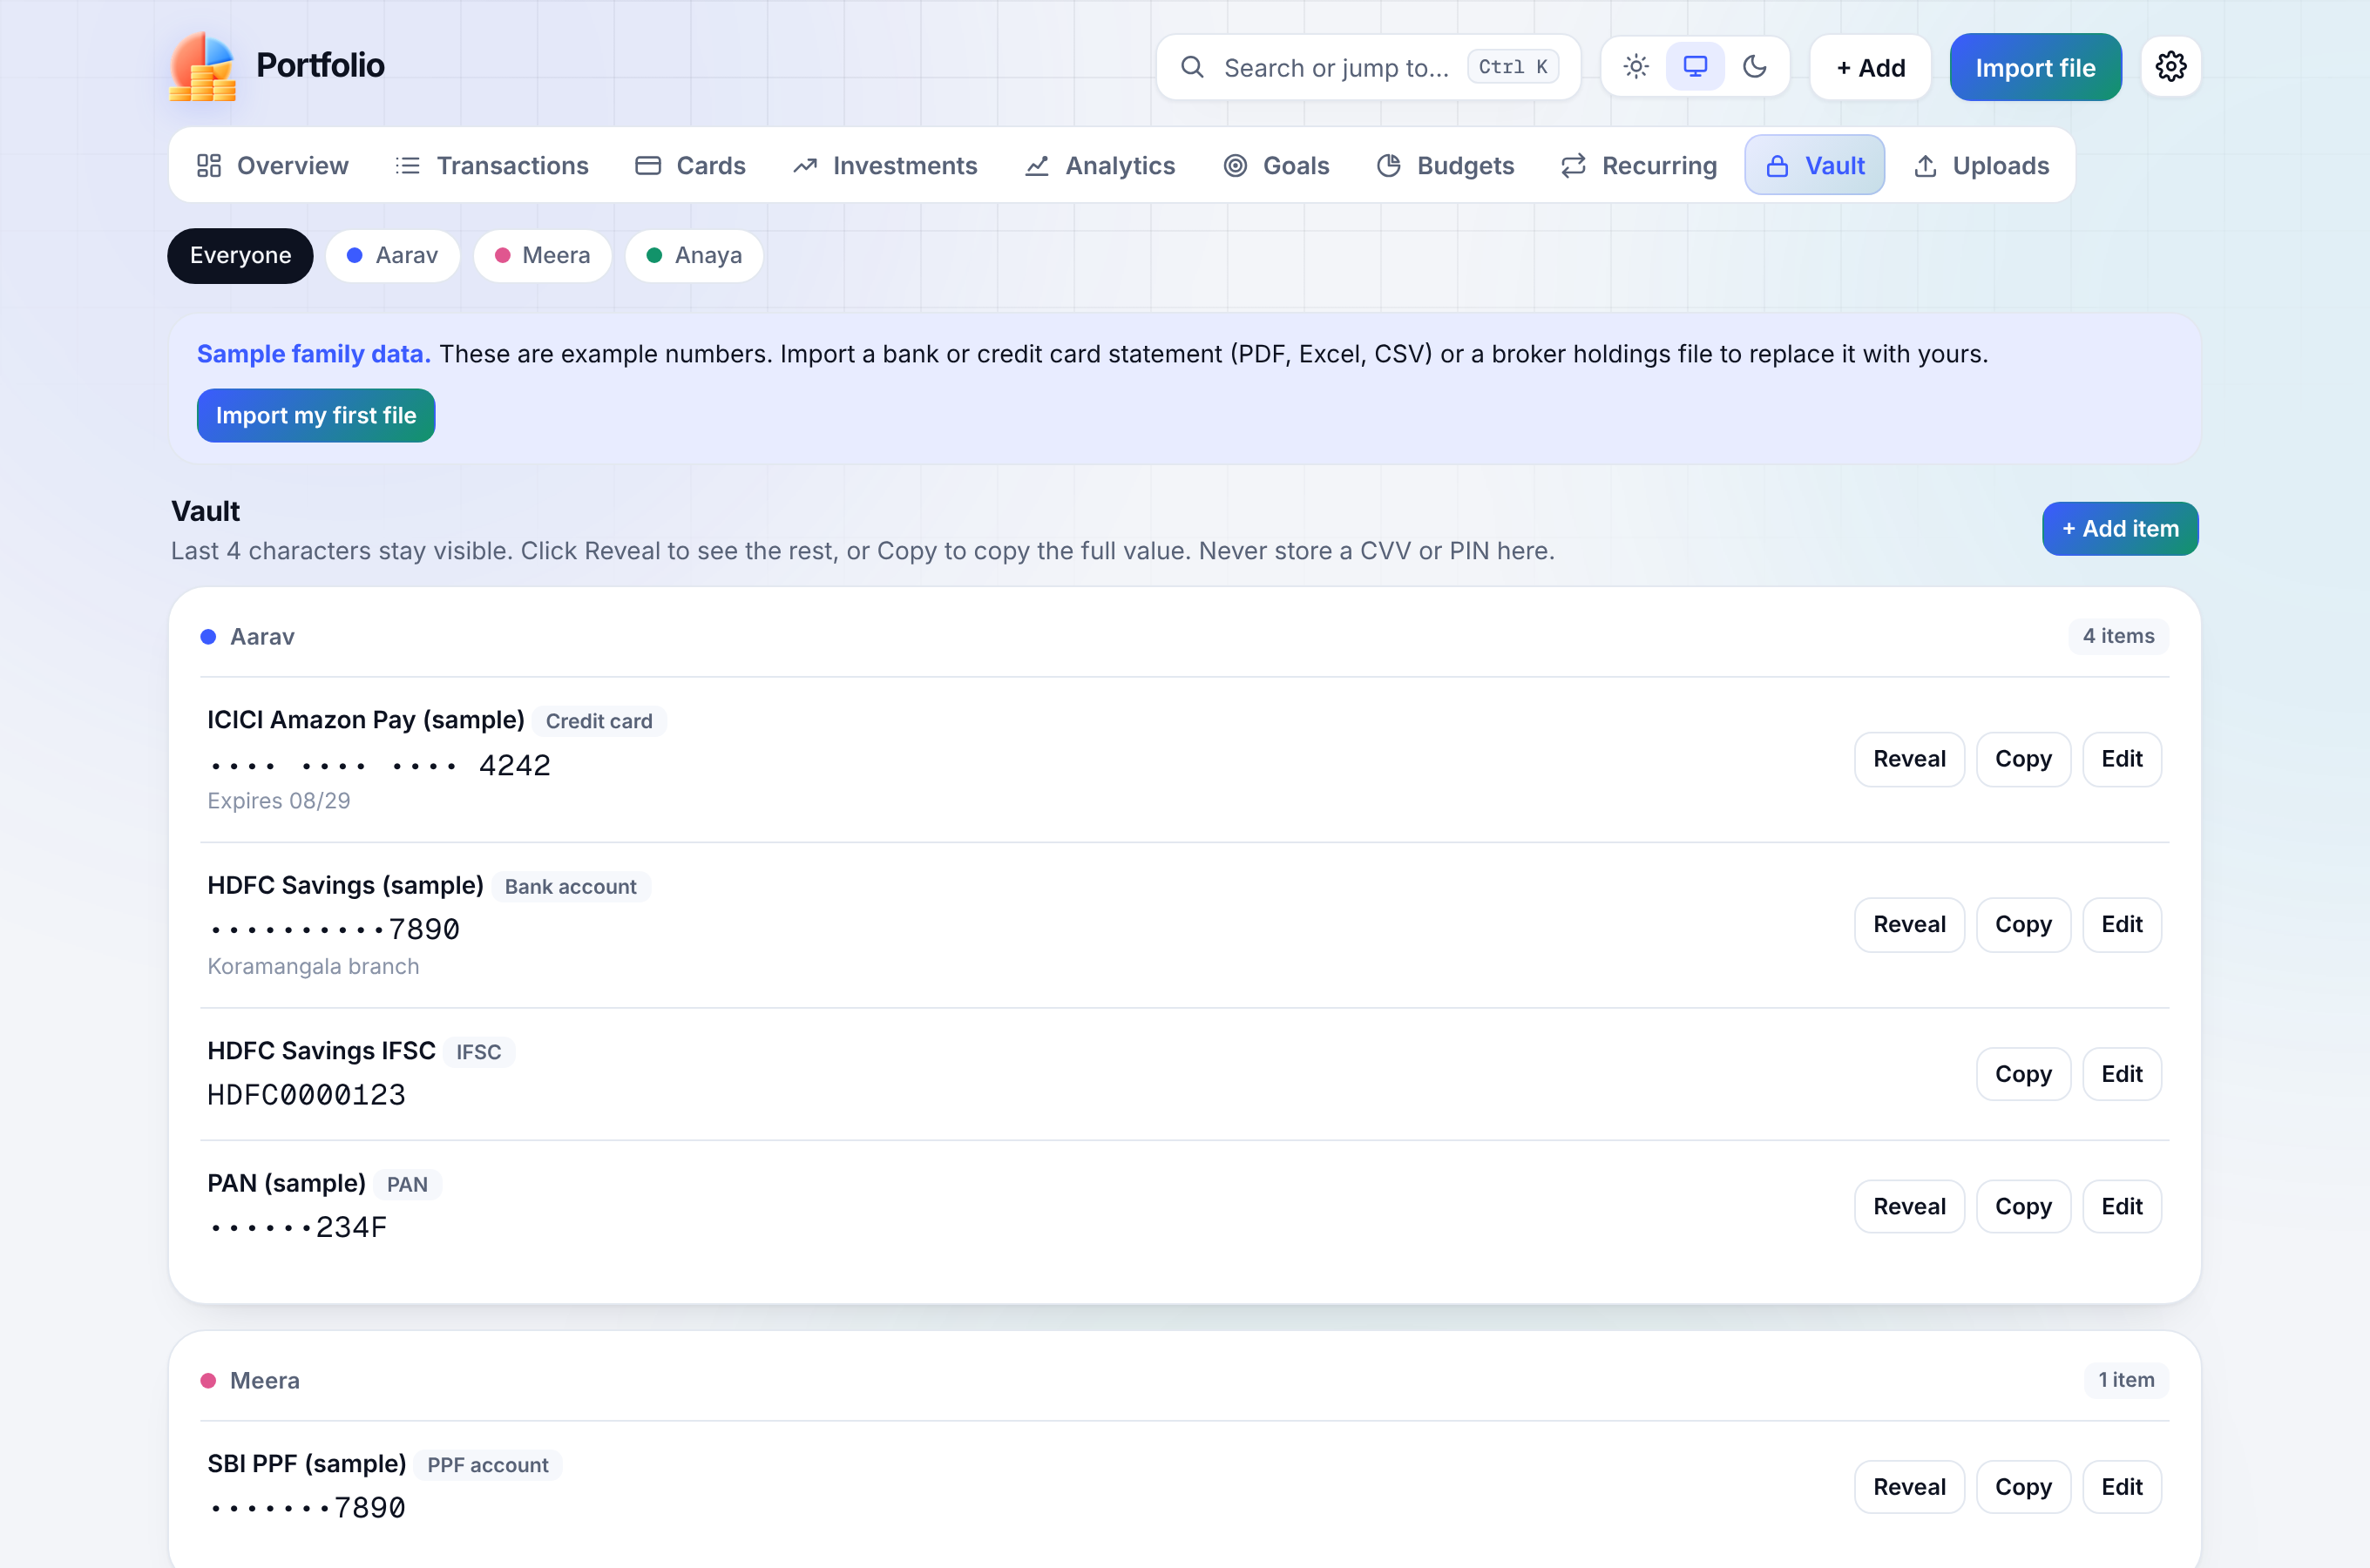 Portfolio
Search or jump to... Ctrl K
+ Add
Import file
Overview Transactions Cards Investments Analytics Goals Budgets Recurring Vault Uploads
Everyone Aarav Meera Anaya
Sample family data. These are example numbers. Import a bank or credit card statement (PDF, Excel, CSV) or a broker holdings file to replace it with yours.
Import my first file
Vault
Last 4 characters stay visible. Click Reveal to see the rest, or Copy to copy the full value. Never store a CVV or PIN here.
+ Add item
Aarav 4 items
ICICI Amazon Pay (sample) Credit card
•••• •••• •••• 4242
Expires 08/29
Reveal Copy Edit
HDFC Savings (sample) Bank account
••••••••••7890
Koramangala branch
Reveal Copy Edit
HDFC Savings IFSC IFSC
HDFC0000123
Copy Edit
PAN (sample) PAN
••••••234F
Reveal Copy Edit
Meera 1 item
SBI PPF (sample) PPF account
•••••••7890
Reveal Copy Edit